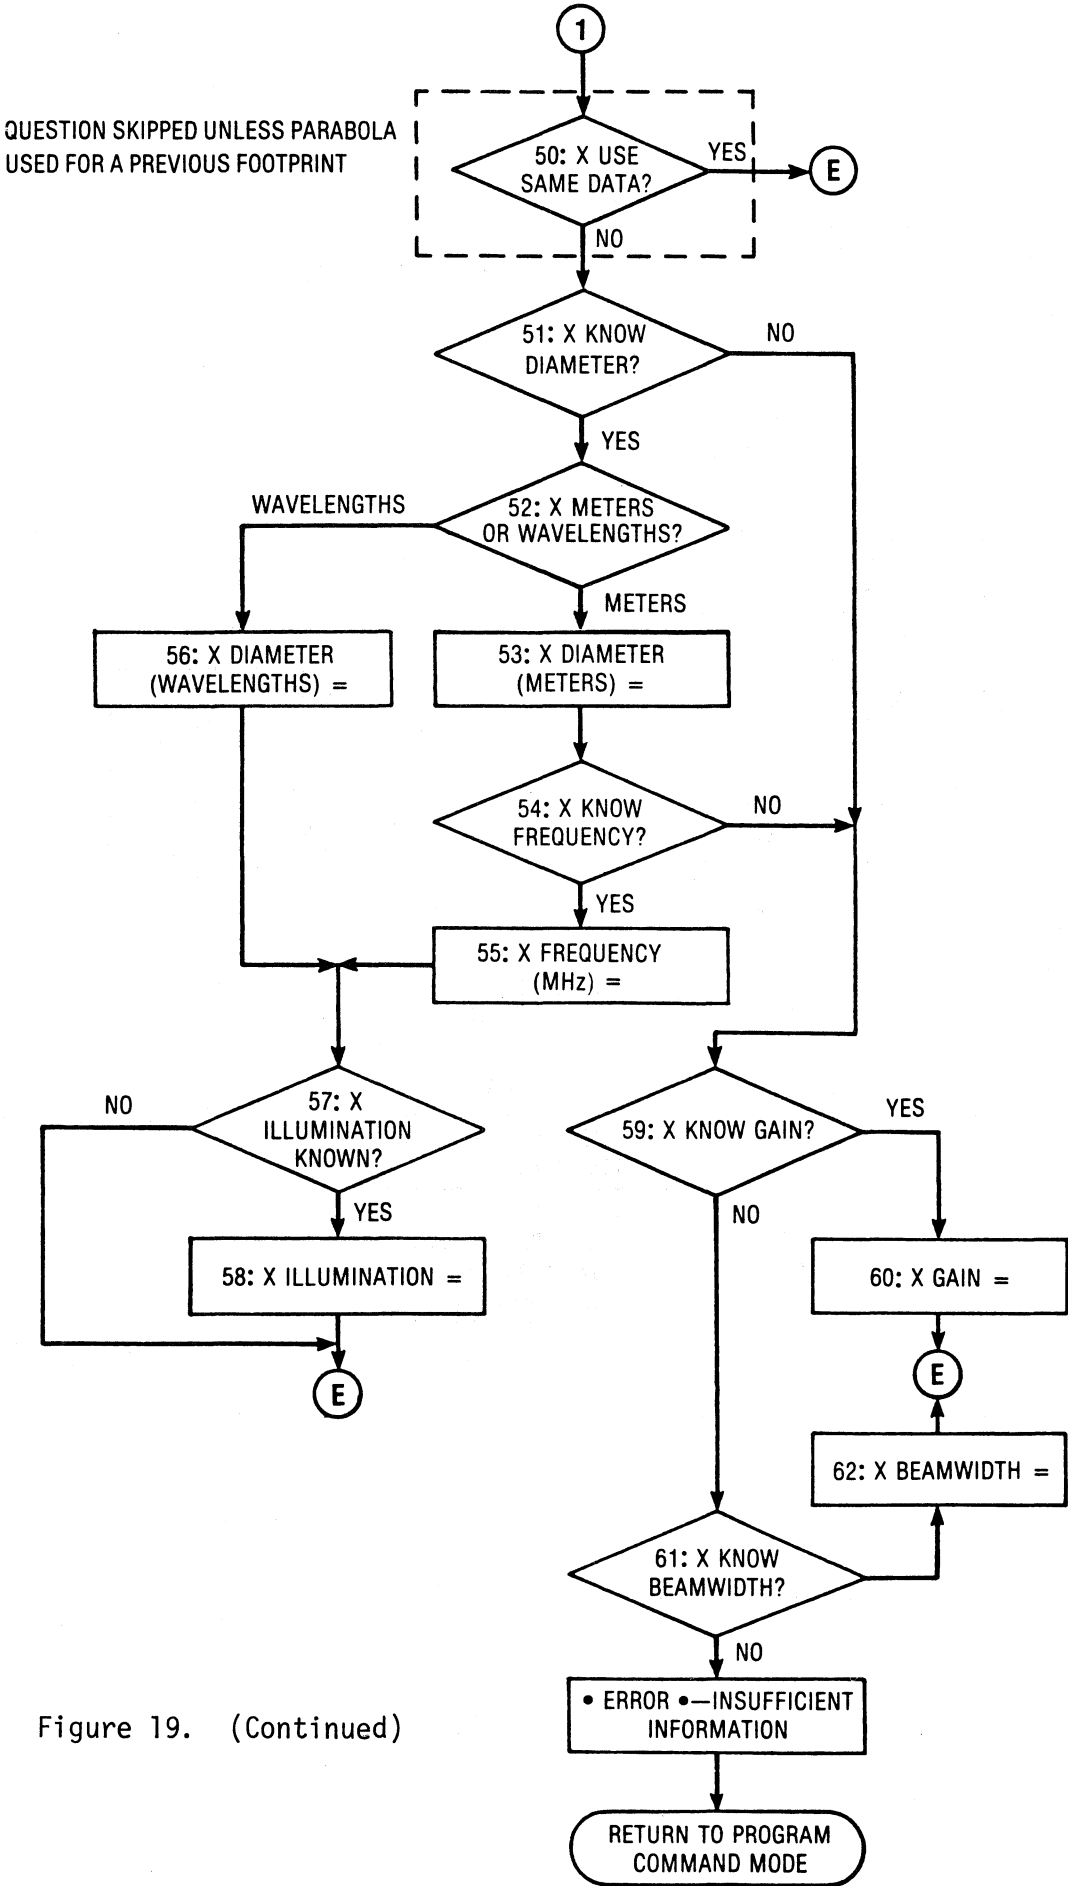 1
QUESTION SKIPPED UNLESS PARABOLA
USED FOR A PREVIOUS FOOTPRINT
50: X USE
SAME DATA?
YES
E
NO
51: X KNOW
DIAMETER?
NO
YES
WAVELENGTHS
52: X METERS
OR WAVELENGTHS?
METERS
56: X DIAMETER
(WAVELENGTHS) =
53: X DIAMETER
(METERS) =
54: X KNOW
FREQUENCY?
NO
YES
55: X FREQUENCY
(MHz) =
NO
57: X
ILLUMINATION
KNOWN?
YES
58: X ILLUMINATION =
E
59: X KNOW GAIN?
YES
NO
60: X GAIN =
E
62: X BEAMWIDTH =
61: X KNOW
BEAMWIDTH?
NO
• ERROR •—INSUFFICIENT
INFORMATION
RETURN TO PROGRAM
COMMAND MODE
Figure 19. (Continued)